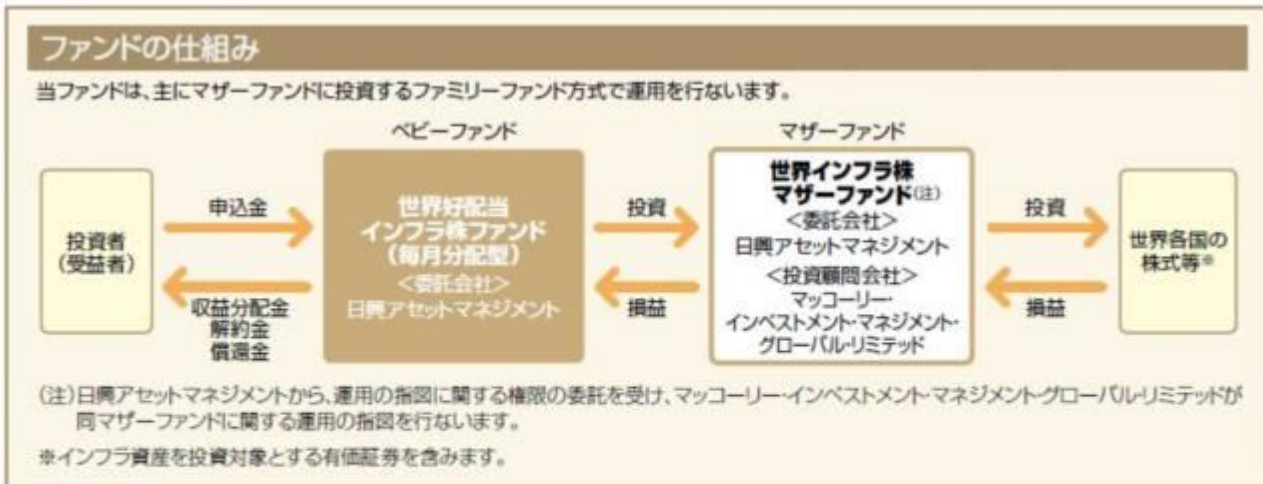 ファンドの仕組み
当ファンドは、主にマザーファンドに投資するファミリーファンド方式で運用を行ないます。
ベビーファンド
マザーファンド
投資者
(受益者)
申込金
収益分配金
解約金
償還金
世界好配当
インフラ株ファンド
(毎月分配型)
<委託会社>
日興アセットマネジメント
投資
損益
世界インフラ株
マザーファンド(注)
<委託会社>
日興アセットマネジメント
<投資顧問会社>
マッコーリー・
インベストメント・マネジメント・
グローバル・リミテッド
投資
損益
世界各国の
株式等※
(注)日興アセットマネジメントから、運用の指図に関する権限の委託を受け、マッコーリー・インベストメント・マネジメント・グローバル・リミテッドが
同マザーファンドに関する運用の指図を行ないます。
※インフラ資産を投資対象とする有価証券を含みます。